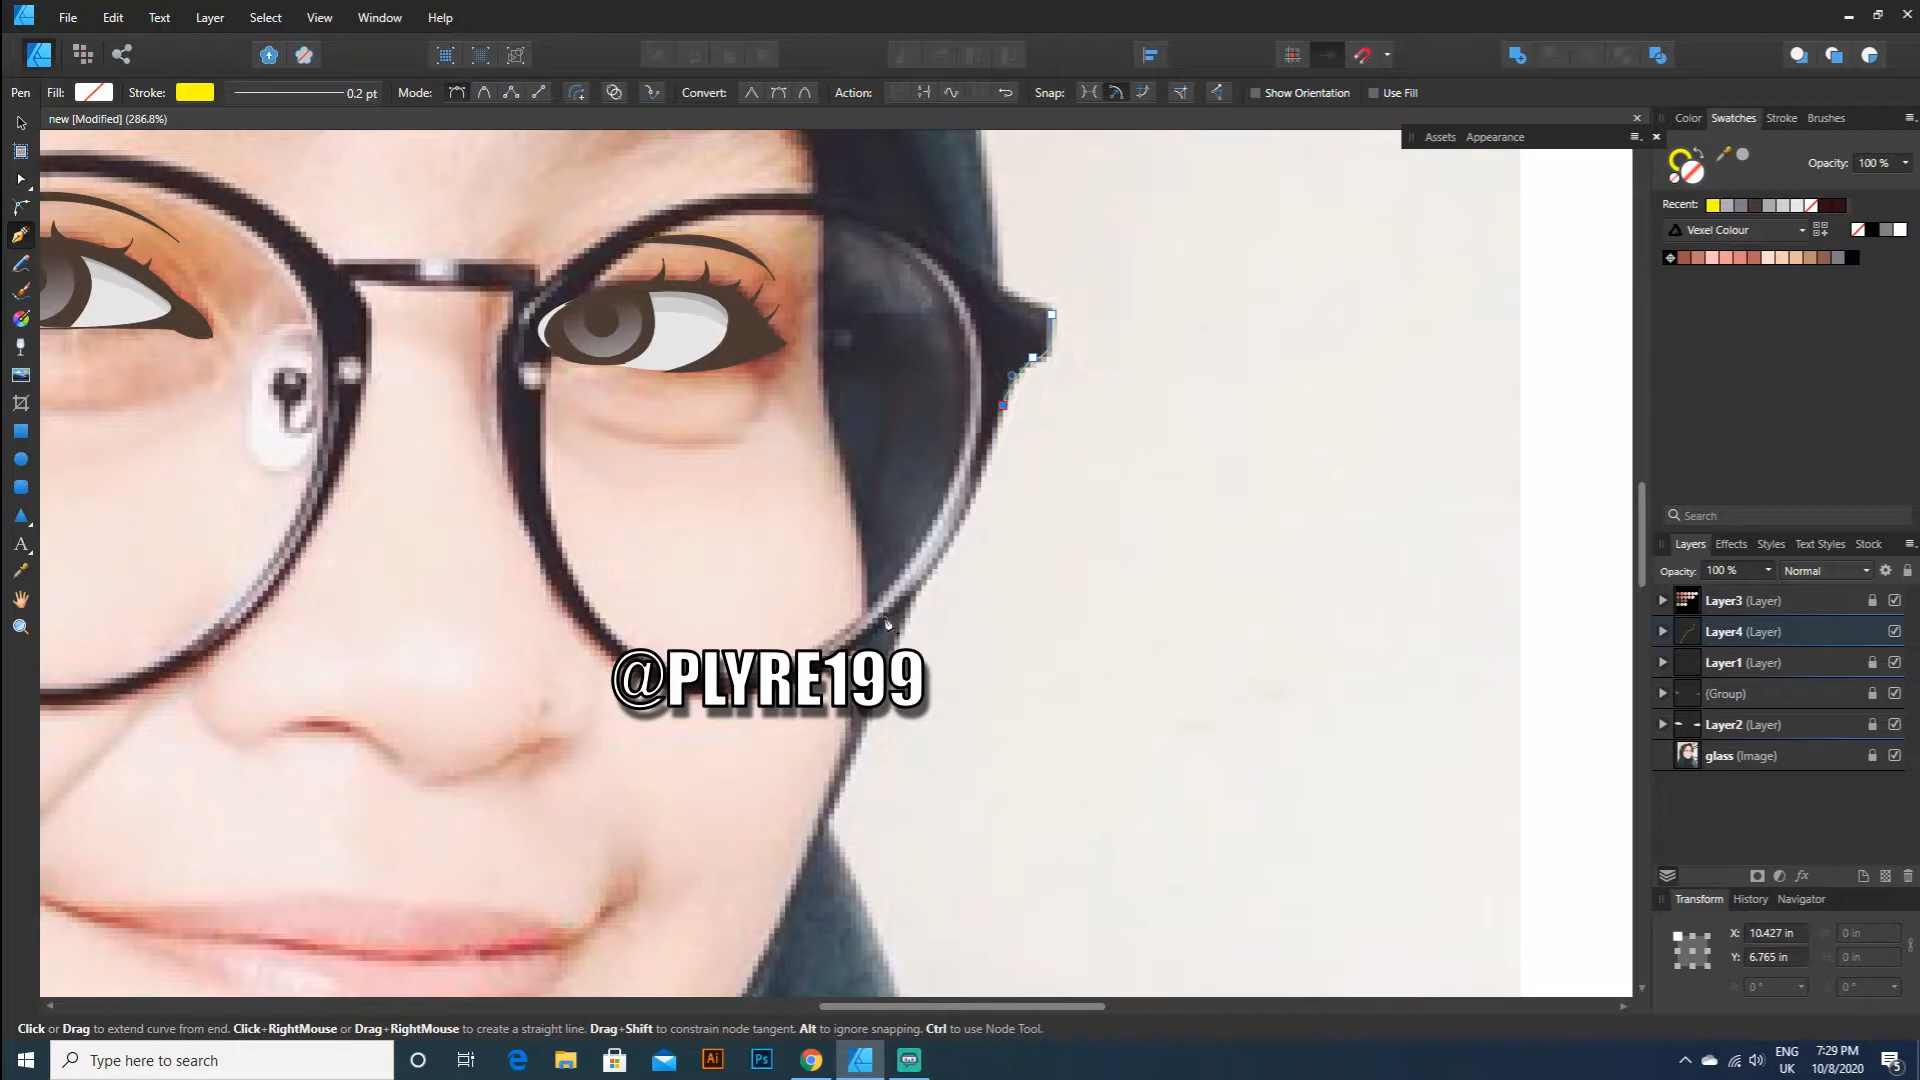 File Edit Text Layer Select View Window Help
Pen Fill: Stroke: 0.2 pt Mode: Convert: Action: Snap: Show Orientation Use Fill
new [Modified] (286.8%)
Assets Appearance
Color Swatches Stroke Brushes
Opacity: 100 %
Recent:
Vexel Colour
Search
Layers Effects Styles Text Styles Stock
Opacity: 100 % Normal
Layer3 (Layer)
Layer4 (Layer)
Layer1 (Layer)
(Group)
Layer2 (Layer)
glass (Image)
@PLYRE199
fx
Transform History Navigator
X: 10.427 in 0 in
Y: 6.765 in 0 in
0 ° 0 °
Click or Drag to extend curve from end. Click+RightMouse or Drag+RightMouse to create a straight line. Drag+Shift to constrain node tangent. Alt to ignore snapping. Ctrl to use Node Tool.
Type here to search
Ai Ps
ENG
UK
7:29 PM
10/8/2020
5